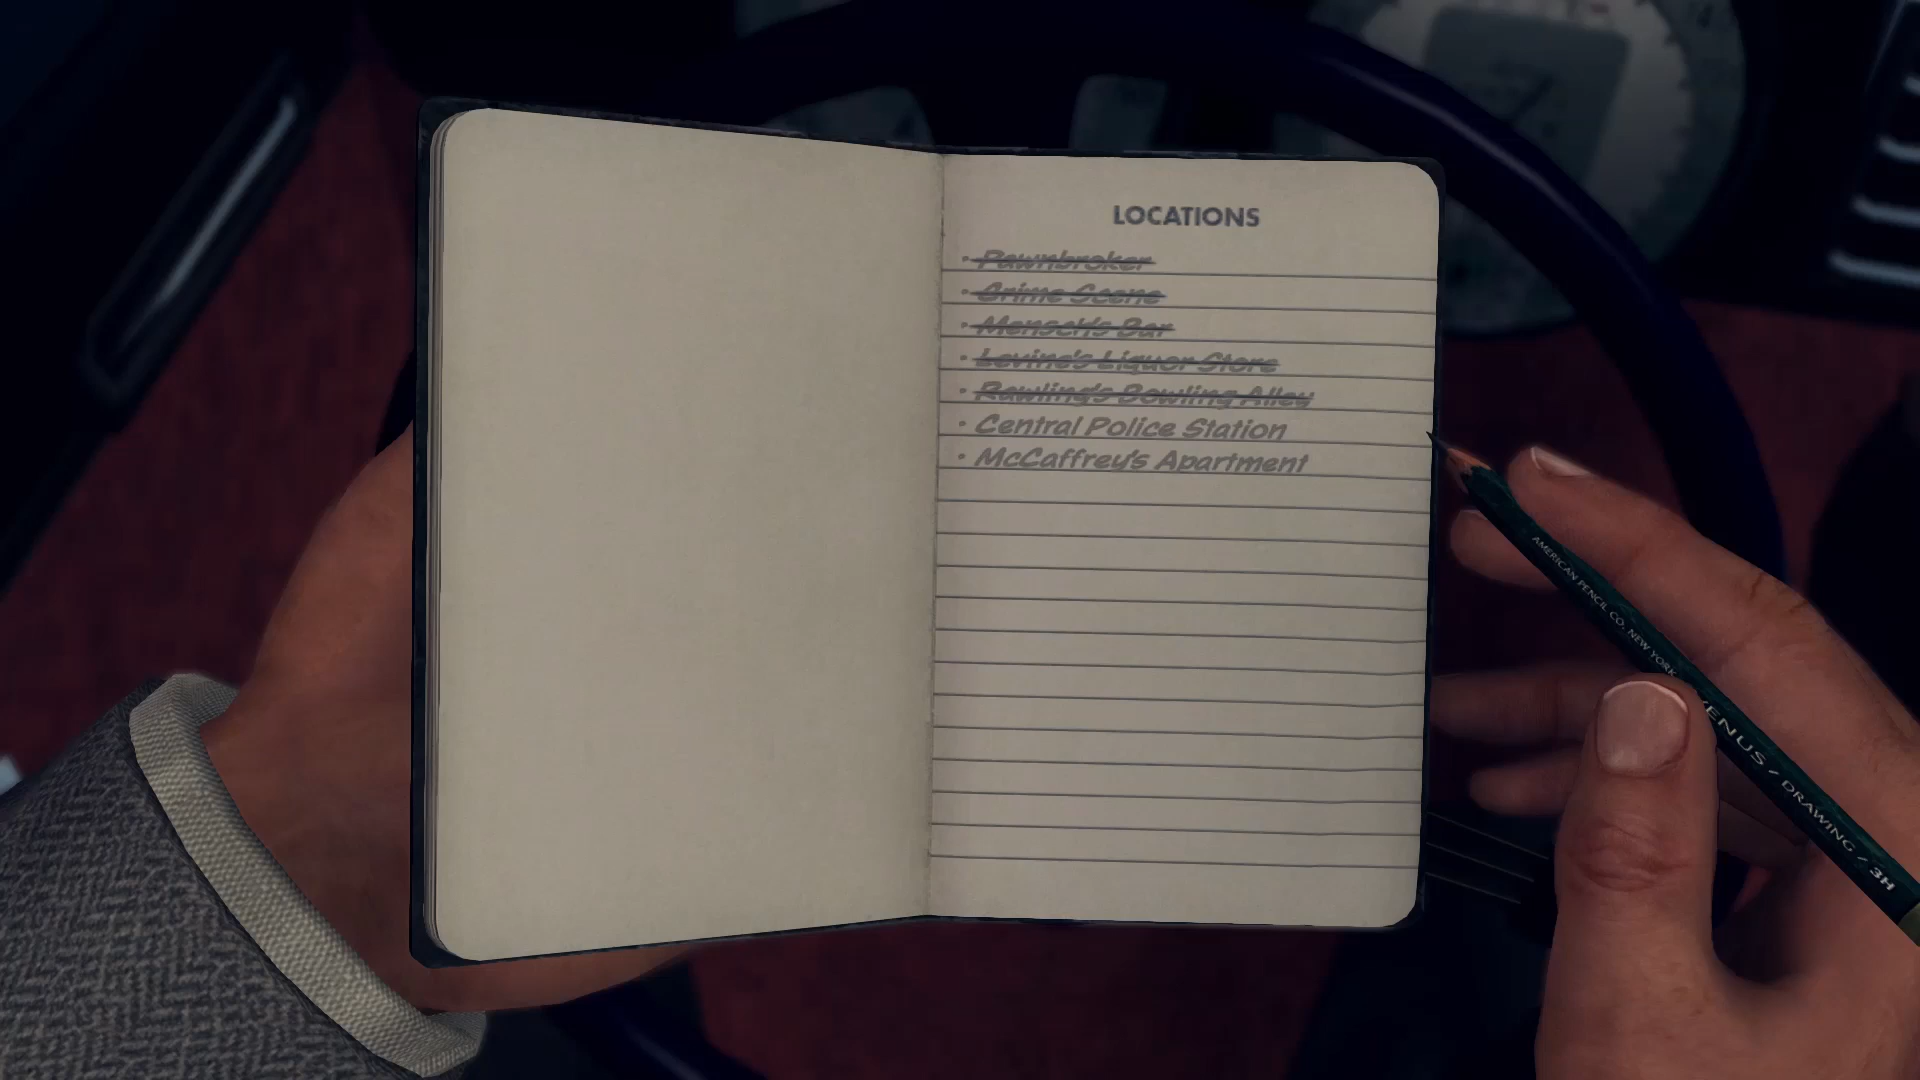 LOCATIONS
• Pawnbroker
• Crime Scene
• Mensch's Bar
• Levine's Liquor Store
• Rawling's Bowling Alley
• Central Police Station
• McCaffrey's Apartment
AMERICAN PENCIL CO. NEW YORK
VENUS / DRAWING / 3H